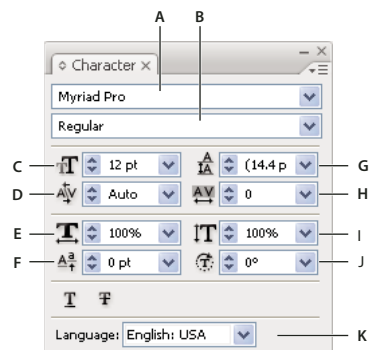 A B
Character
Myriad Pro
Regular
C 12 pt (14.4 p G
D Auto 0 H
E 100% 100% I
F 0 pt 0° J
Language: English: USA K